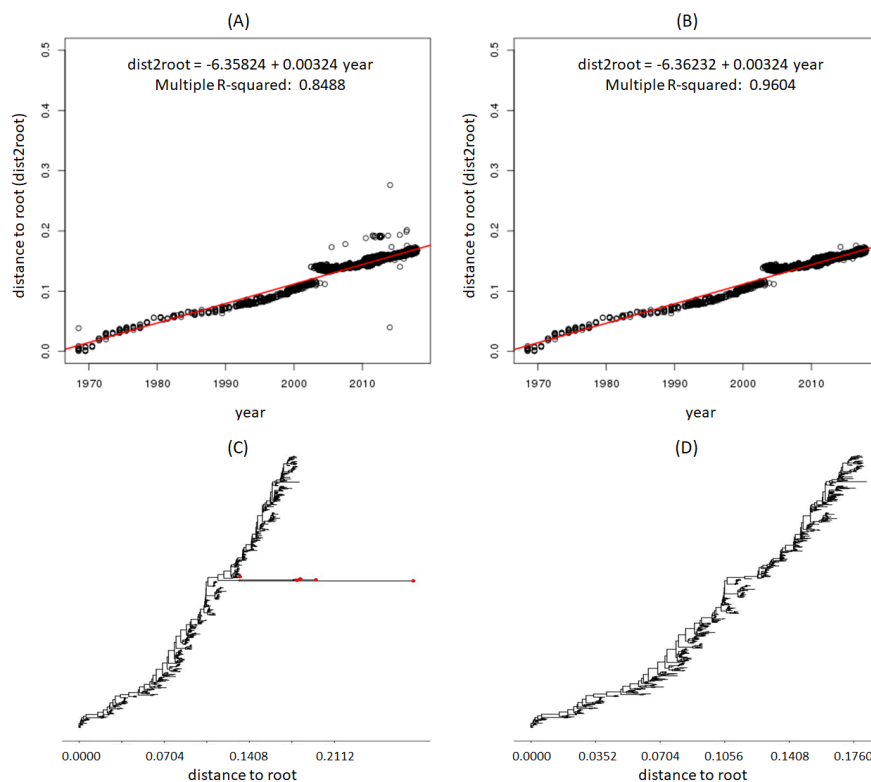 (A)
dist2root = -6.35824 + 0.00324 year
Multiple R-squared: 0.8488
distance to root (dist2root)
0.5
0.4
0.3
0.2
0.1
0.0
1970 1980 1990 2000 2010
year
(B)
dist2root = -6.36232 + 0.00324 year
Multiple R-squared: 0.9604
distance to root (dist2root)
0.5
0.4
0.3
0.2
0.1
0.0
1970 1980 1990 2000 2010
year
(C)
0.0000 0.0704 0.1408 0.2112
distance to root
(D)
0.0000 0.0352 0.0704 0.1056 0.1408 0.1760
distance to root